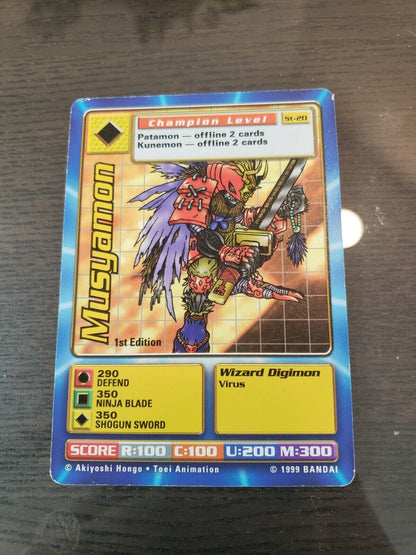 Champion Level
St-20
Patamon — offline 2 cards
Kunemon — offline 2 cards
Musyamon
1st Edition
290
DEFEND
350
NINJA BLADE
350
SHOGUN SWORD
Wizard Digimon
Virus
SCORE R:100 C:100 U:200 M:300
© Akiyoshi Hongo • Toei Animation © 1999 BANDAI